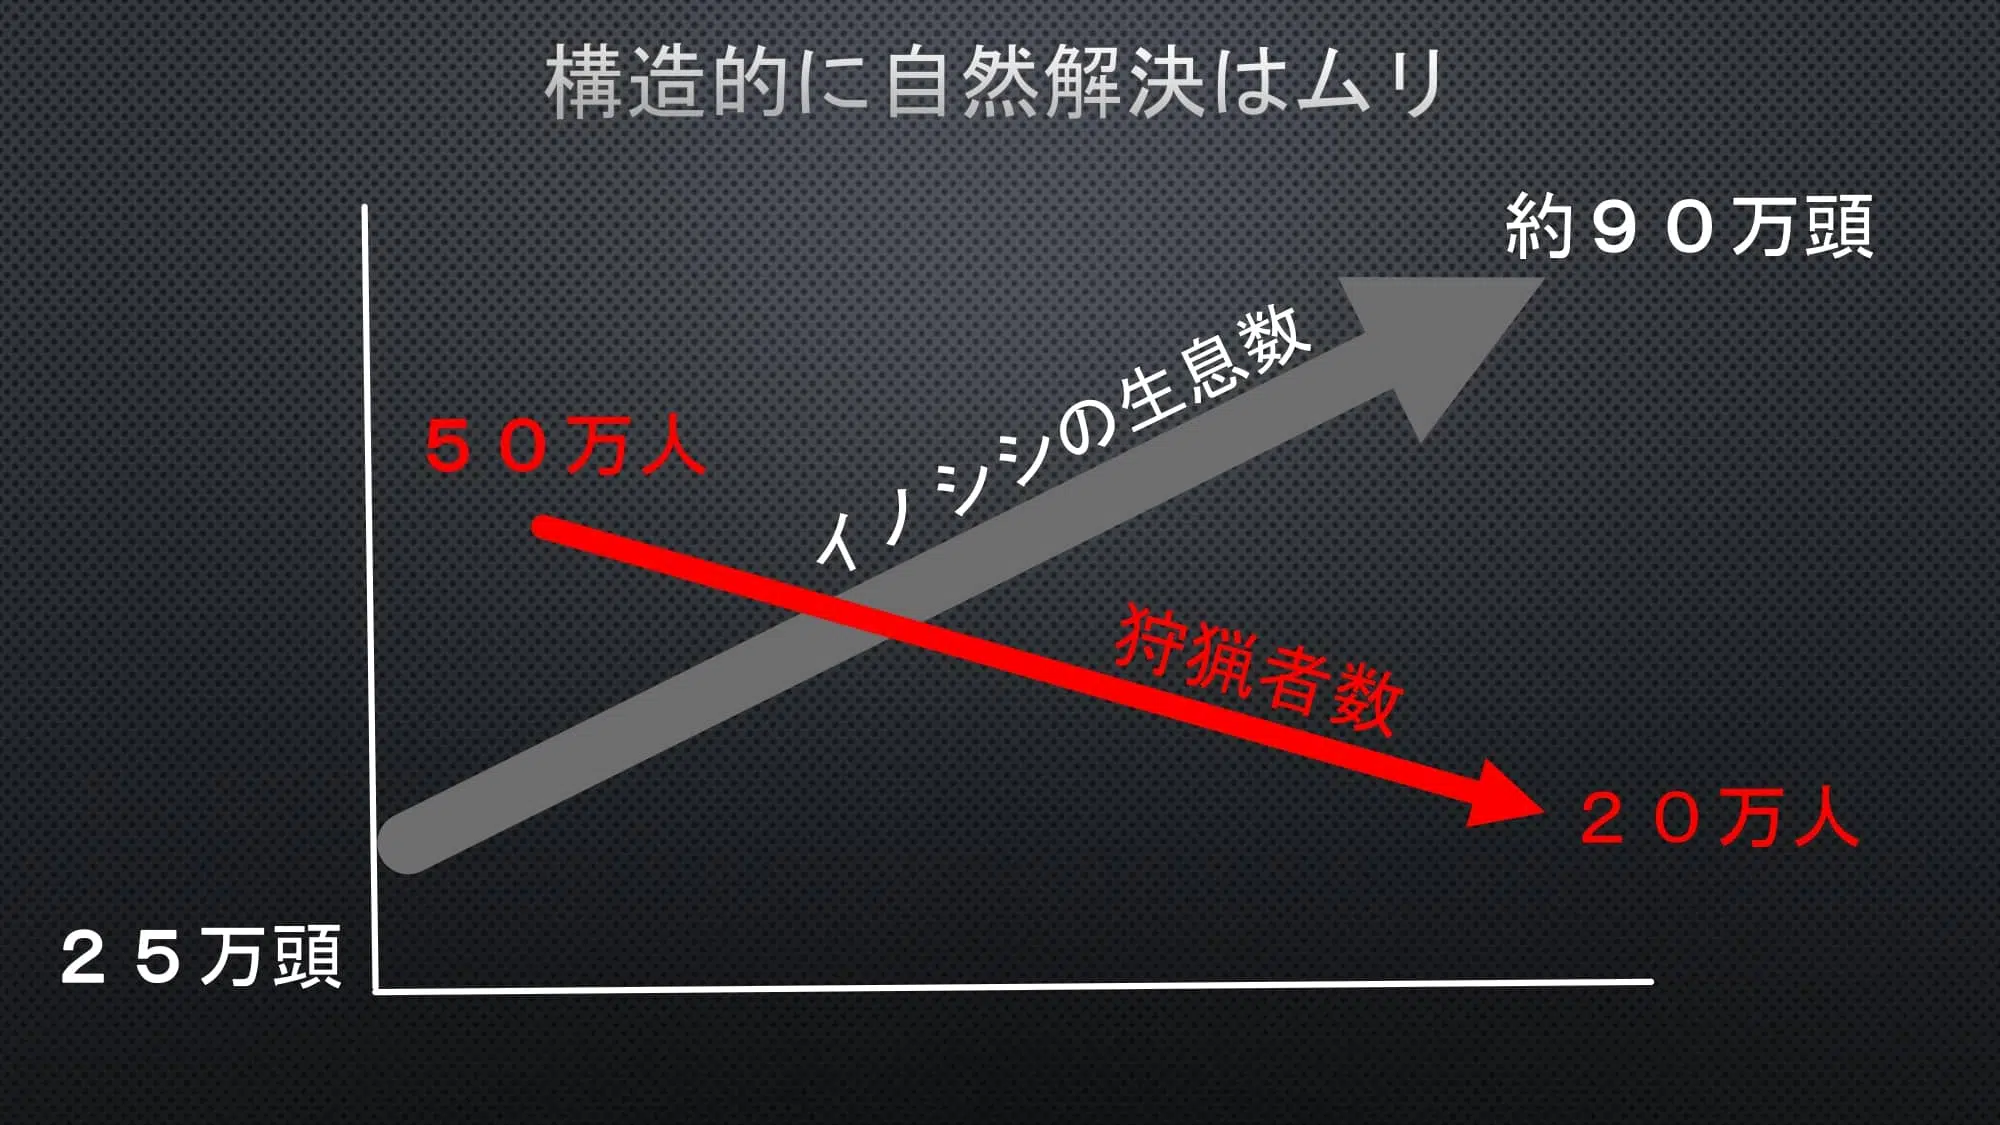 構造的に自然解決はムリ
約９０万頭
イノシシの生息数
５０万人
狩猟者数
２０万人
２５万頭